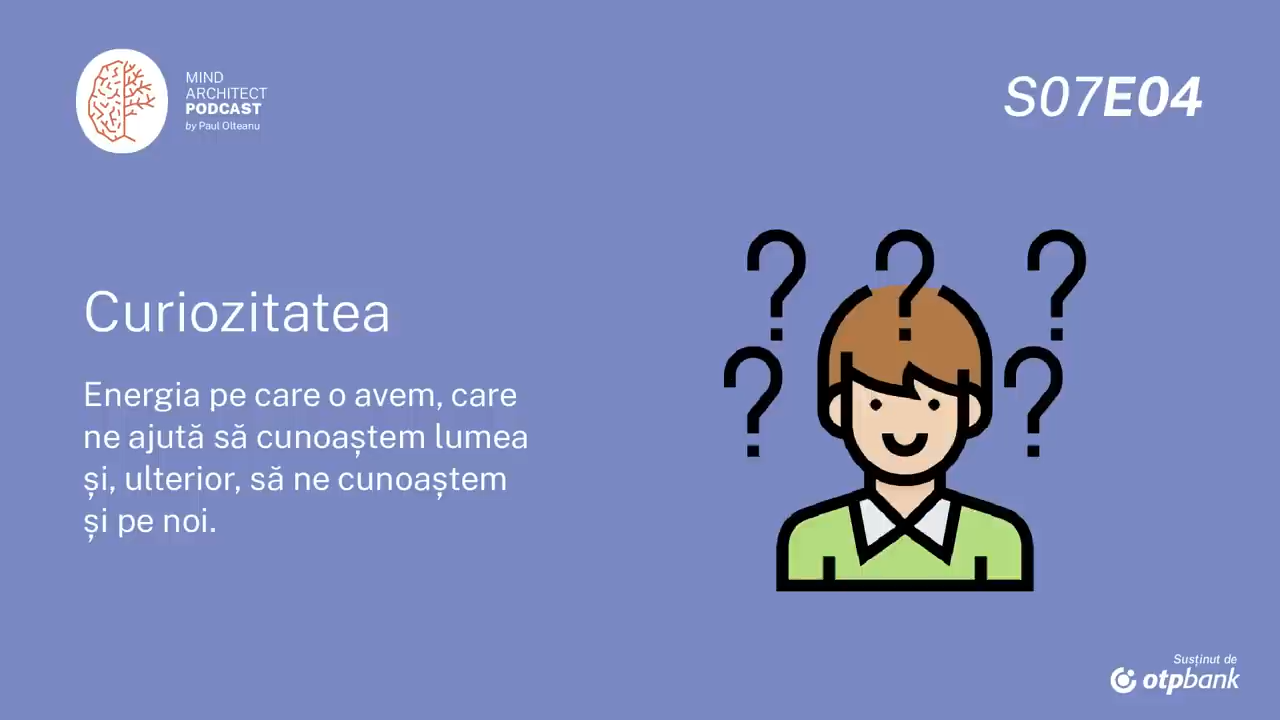 MIND
ARCHITECT
PODCAST
by Paul Olteanu
S07E04
Curiozitatea
Energia pe care o avem, care
ne ajută să cunoaștem lumea
și, ulterior, să ne cunoaștem
și pe noi.
? ? ?
? ?
Susținut de
otpbank